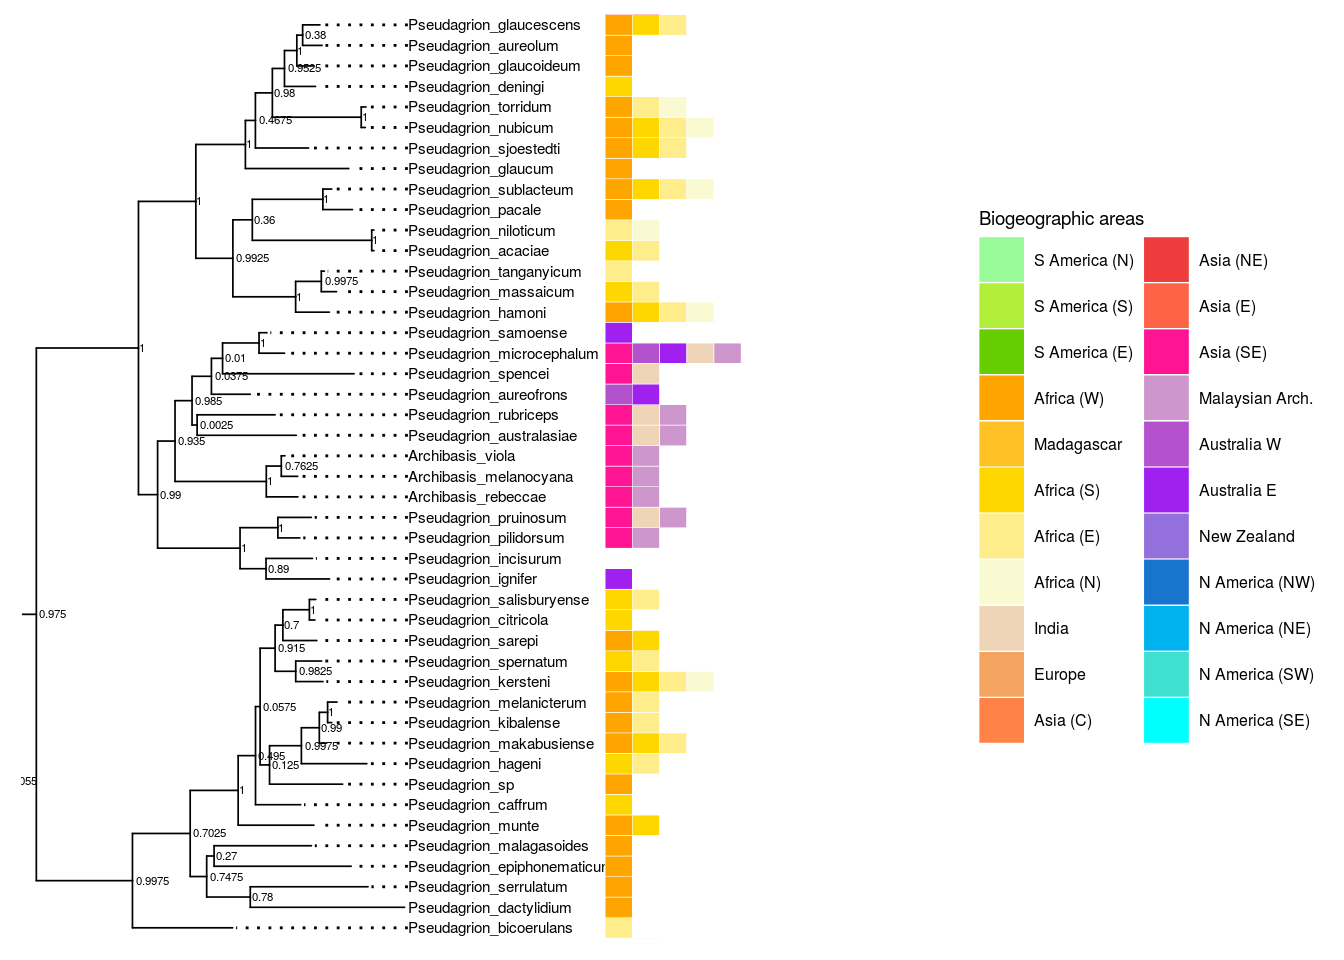 Pseudagrion_glaucescens
0.38
Pseudagrion_aureolum
1
Pseudagrion_glaucoideum
0.9525
Pseudagrion_deningi
0.98
Pseudagrion_torridum
1
0.4675
Pseudagrion_nubicum
Pseudagrion_sjoestedti
1
Pseudagrion_glaucum
Pseudagrion_sublacteum
1
1
Pseudagrion_pacale
0.36
Pseudagrion_niloticum
1
Pseudagrion_acaciae
0.9925
Pseudagrion_tanganyicum
0.9975
Pseudagrion_massaicum
1
Pseudagrion_hamoni
Pseudagrion_samoense
1
1
Pseudagrion_microcephalum
0.01
Pseudagrion_spencei
0.0375
Pseudagrion_aureofrons
0.985
Pseudagrion_rubriceps
0.0025
Pseudagrion_australasiae
0.935
Archibasis_viola
0.7625
Archibasis_melanocyana
1
Archibasis_rebeccae
0.99
Pseudagrion_pruinosum
1
Pseudagrion_pilidorsum
1
Pseudagrion_incisurum
0.89
Pseudagrion_ignifer
Pseudagrion_salisburyense
1
0.975
Pseudagrion_citricola
0.7
Pseudagrion_sarepi
0.915
Pseudagrion_spernatum
0.9825
Pseudagrion_kersteni
Pseudagrion_melanicterum
0.0575
1
Pseudagrion_kibalense
0.99
Pseudagrion_makabusiense
0.9975
0.495
Pseudagrion_hageni
0.125
055
Pseudagrion_sp
1
Pseudagrion_caffrum
Pseudagrion_munte
0.7025
Pseudagrion_malagasoides
0.27
Pseudagrion_epiphonematicu
0.7475
0.9975
Pseudagrion_serrulatum
0.78
Pseudagrion_dactylidium
Pseudagrion_bicoerulans
Biogeographic areas
S America (N)
S America (S)
S America (E)
Africa (W)
Madagascar
Africa (S)
Africa (E)
Africa (N)
India
Europe
Asia (C)
Asia (NE)
Asia (E)
Asia (SE)
Malaysian Arch.
Australia W
Australia E
New Zealand
N America (NW)
N America (NE)
N America (SW)
N America (SE)